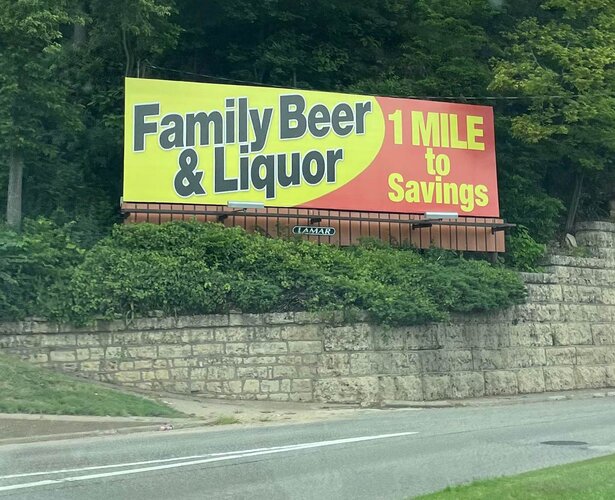 Family Beer
& Liquor
1 MILE
to
Savings
LAMAR